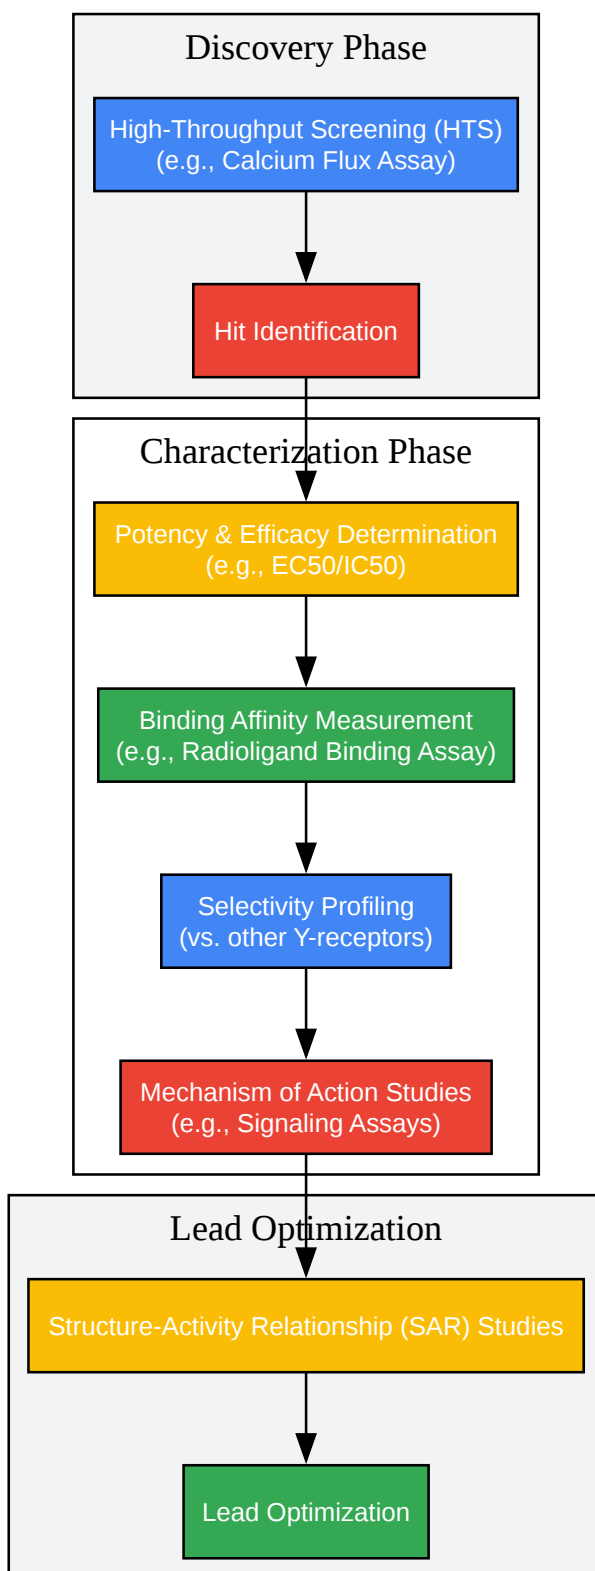 Discovery Phase
High-Throughput Screening (HTS)
(e.g., Calcium Flux Assay)
Hit Identification
Characterization Phase
Potency & Efficacy Determination
(e.g., EC50/IC50)
Binding Affinity Measurement
(e.g., Radioligand Binding Assay)
Selectivity Profiling
(vs. other Y-receptors)
Mechanism of Action Studies
(e.g., Signaling Assays)
Lead Optimization
Structure-Activity Relationship (SAR) Studies
Lead Optimization